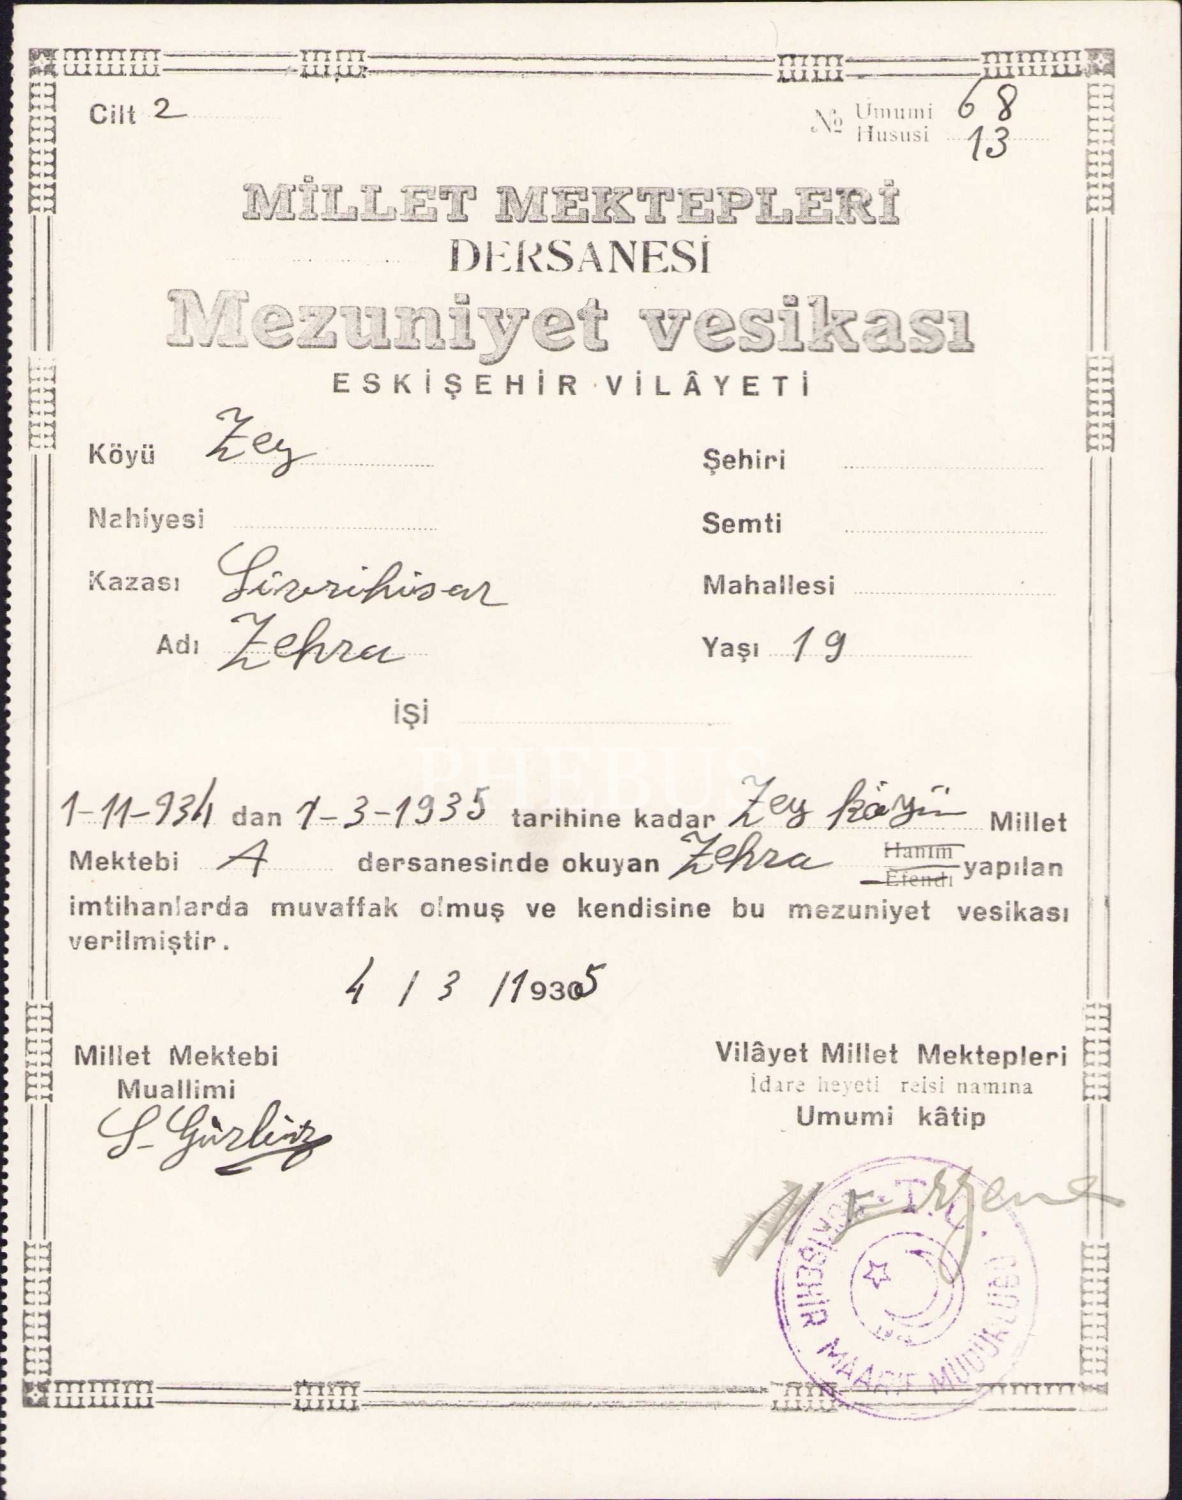 Cilt 2
№ Umumi 68
Hususi 13
MİLLET MEKTEPLERİ
DERSANESİ
Mezuniyet vesikası
ESKİŞEHİR VİLÂYETİ
Köyü Zey
Şehiri
Nahiyesi
Semti
Kazası Sivrihisar
Mahallesi
Adı Zehra
Yaşı 19
İşi
PHEBUS
1-11-934 dan 1-3-1935 tarihine kadar Zey köyün Millet
Mektebi A dersanesinde okuyan Zehra Hanım Efendi yapılan
imtihanlarda muvaffak olmuş ve kendisine bu mezuniyet vesikası
verilmiştir.
4 / 3 /1935
Millet Mektebi
Muallimi
Vilâyet Millet Mektepleri
İdare heyeti reisi namına
Umumi kâtip
T.C.
ESKİŞEHİR MAARİF MÜDÜRLÜĞÜ